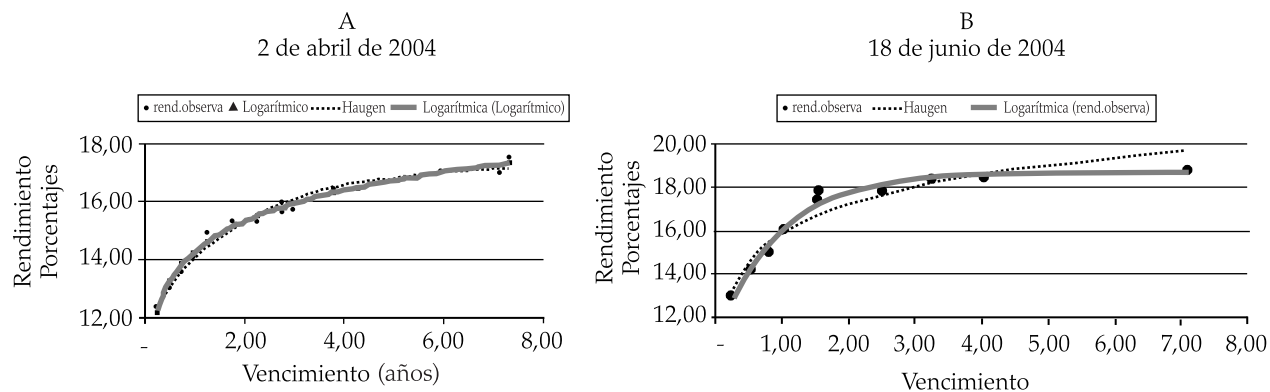 A
2 de abril de 2004
rend.observa Logarítmico Haugen Logarítmica (Logarítmico)
Rendimiento
Porcentajes
18,00
16,00
14,00
12,00
- 2,00 4,00 6,00 8,00
Vencimiento (años)
B
18 de junio de 2004
rend.observa Haugen Logarítmica (rend.observa)
Rendimiento
Porcentajes
20,00
18,00
16,00
14,00
12,00
- 1,00 2,00 3,00 4,00 5,00 6,00 7,00 8,00
Vencimiento